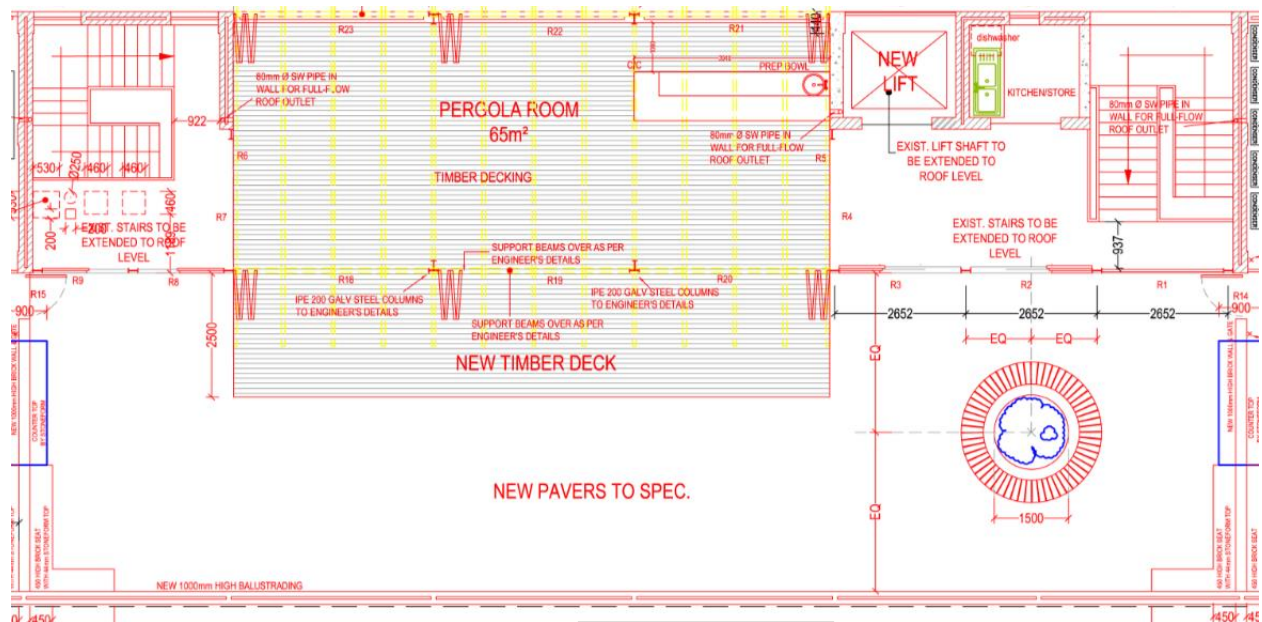 R23
R22
R21
440
dishwasher
C/C
PREP BOWL
NEW
LIFT
KITCHEN/STORE
80mm Ø SW PIPE IN
WALL FOR FULL-FLOW
ROOF OUTLET
PERGOLA ROOM
65m²
922
80mm Ø SW PIPE IN
WALL FOR FULL-FLOW
ROOF OUTLET
80mm Ø SW PIPE IN
WALL FOR FULL-FLOW
ROOF OUTLET
R6
R5
EXIST. LIFT SHAFT TO
BE EXTENDED TO
ROOF LEVEL
530
460
460
Ø250
TIMBER DECKING
460
200
200
R7
R4
EXIST. STAIRS TO BE
EXTENDED TO ROOF
LEVEL
EXIST. STAIRS TO BE
EXTENDED TO ROOF
LEVEL
937
SUPPORT BEAMS OVER AS PER
ENGINEER'S DETAILS
R9
R8
R18
R19
R20
R3
R2
R1
R15
R14
900
900
IPE 200 GALV STEEL COLUMNS
TO ENGINEER'S DETAILS
IPE 200 GALV STEEL COLUMNS
TO ENGINEER'S DETAILS
2652
2652
2652
SUPPORT BEAMS OVER AS PER
ENGINEER'S DETAILS
2500
EQ
EQ
EQ
NEW TIMBER DECK
COUNTER TOP
BY STONEFORM
NEW PAVERS TO SPEC.
EQ
1500
NEW 1000mm HIGH BALUSTRADING
450
450